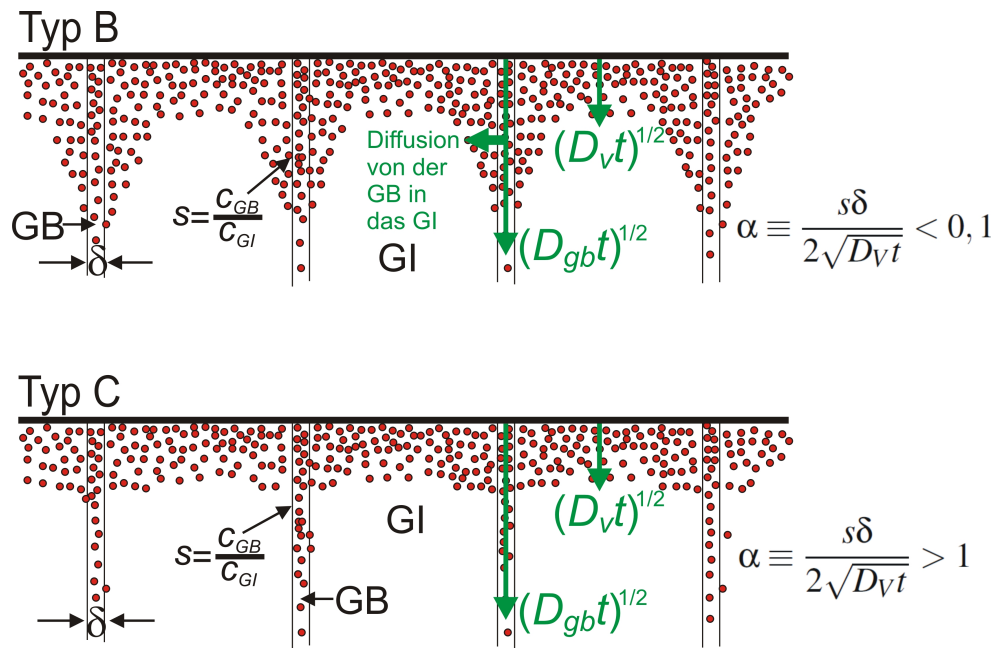 Typ B
Diffusion
von der
GB in
das GI
(D_v t)^1/2
s = c_GB / c_GI
GB
δ
GI
(D_gb t)^1/2
α ≡ sδ / 2√(D_V t) < 0, 1
Typ C
(D_v t)^1/2
GI
s = c_GB / c_GI
GB
δ
(D_gb t)^1/2
α ≡ sδ / 2√(D_V t) > 1